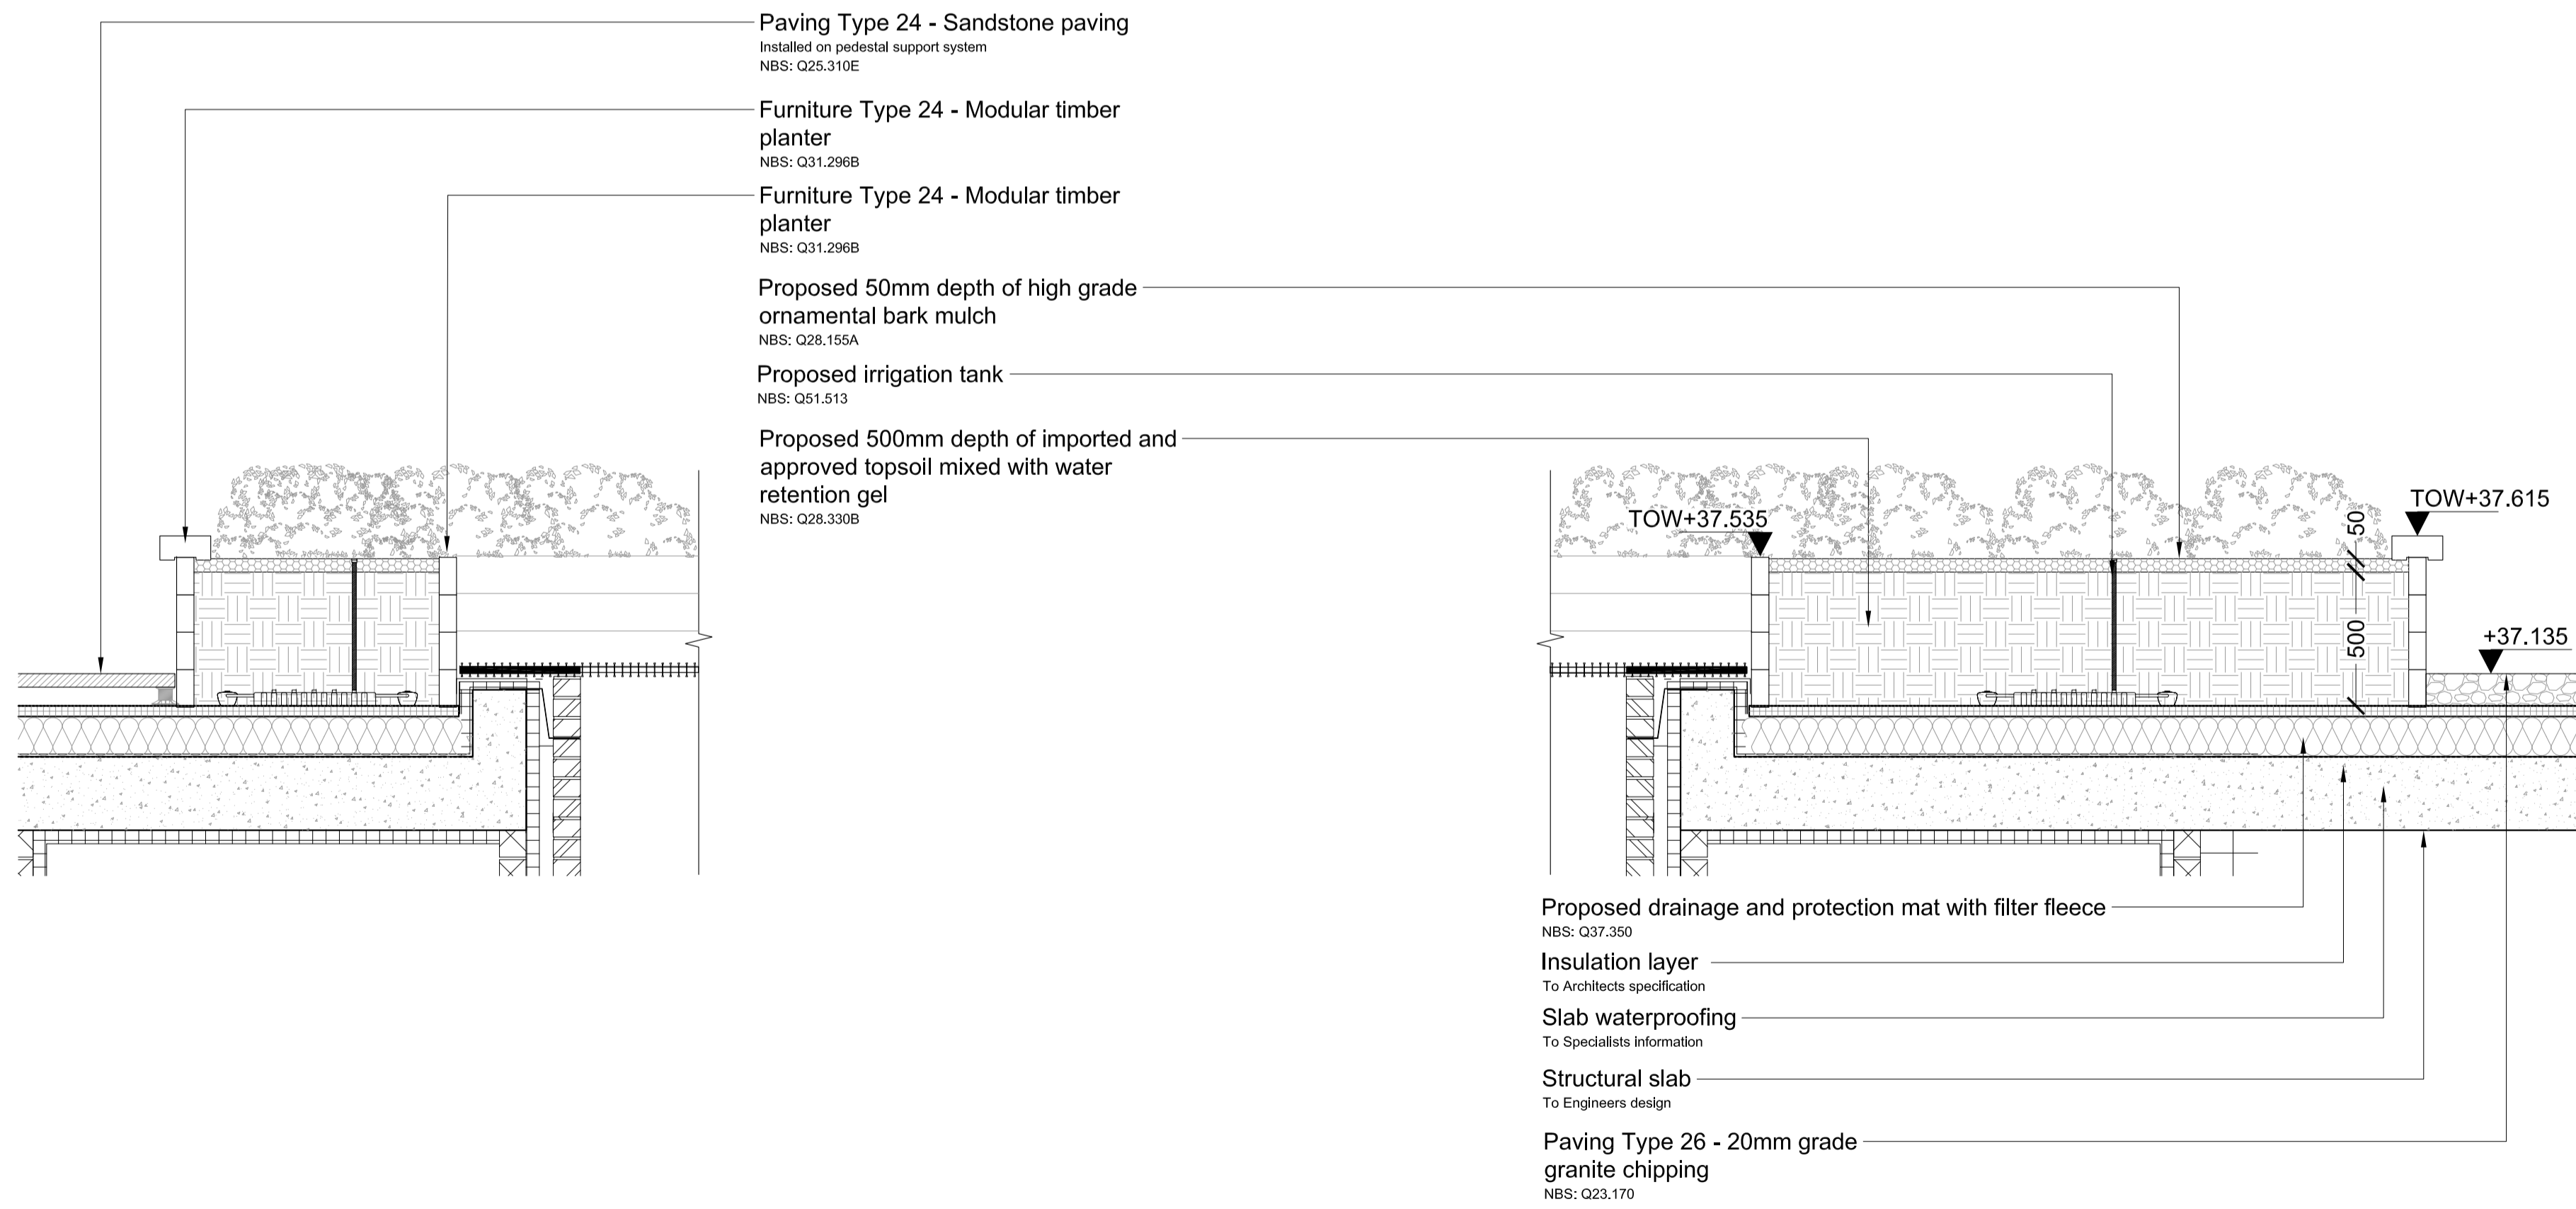 Paving Type 24 - Sandstone paving
Installed on pedestal support system
NBS: Q25.310E
Furniture Type 24 - Modular timber
planter
NBS: Q31.296B
Furniture Type 24 - Modular timber
planter
NBS: Q31.296B
Proposed 50mm depth of high grade
ornamental bark mulch
NBS: Q28.155A
Proposed irrigation tank
NBS: Q51.513
Proposed 500mm depth of imported and
approved topsoil mixed with water
retention gel
NBS: Q28.330B
TOW+37.535
TOW+37.615
50
500
+37.135
Proposed drainage and protection mat with filter fleece
NBS: Q37.350
Insulation layer
To Architects specification
Slab waterproofing
To Specialists information
Structural slab
To Engineers design
Paving Type 26 - 20mm grade
granite chipping
NBS: Q23.170